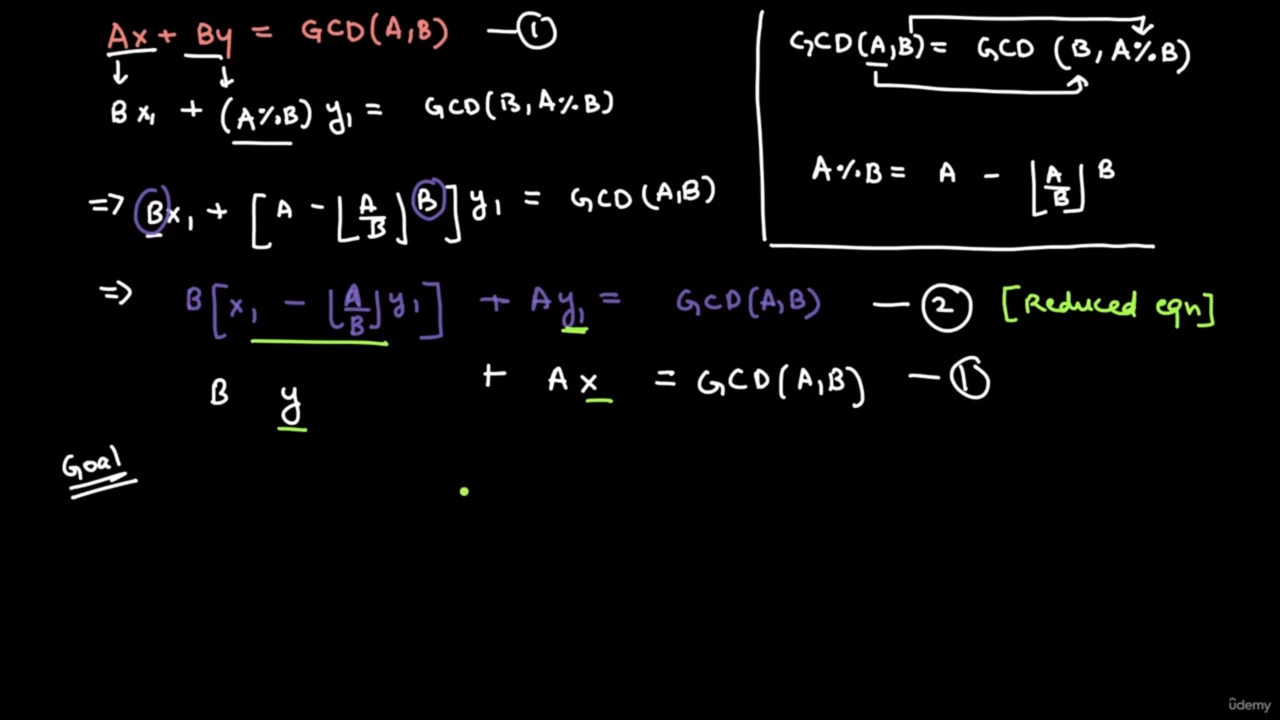 Ax + By = GCD(A,B) — ①
Bx₁ + (A%B) y₁ = GCD(B, A%B)
=> Bx₁ + [A - ⌊A/B⌋ B] y₁ = GCD(A,B)
=> B[x₁ - ⌊A/B⌋ y₁] + Ay₁ = GCD(A,B) — ② [Reduced eqn]
B y + Ax = GCD(A,B) — ①
Goal
GCD(A,B) = GCD (B, A%B)
A%B = A - ⌊A/B⌋ B
ûdemy